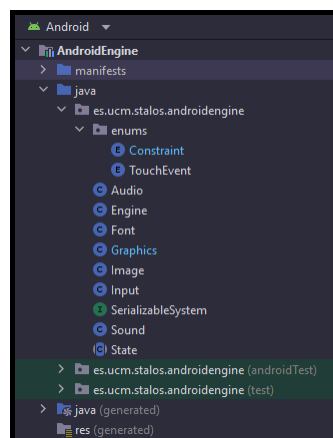 Android
AndroidEngine
manifests
java
es.ucm.stalos.androidengine
enums
E Constraint
E TouchEvent
C Audio
C Engine
C Font
C Graphics
C Image
C Input
I SerializableSystem
C Sound
C State
es.ucm.stalos.androidengine (androidTest)
es.ucm.stalos.androidengine (test)
java (generated)
res (generated)